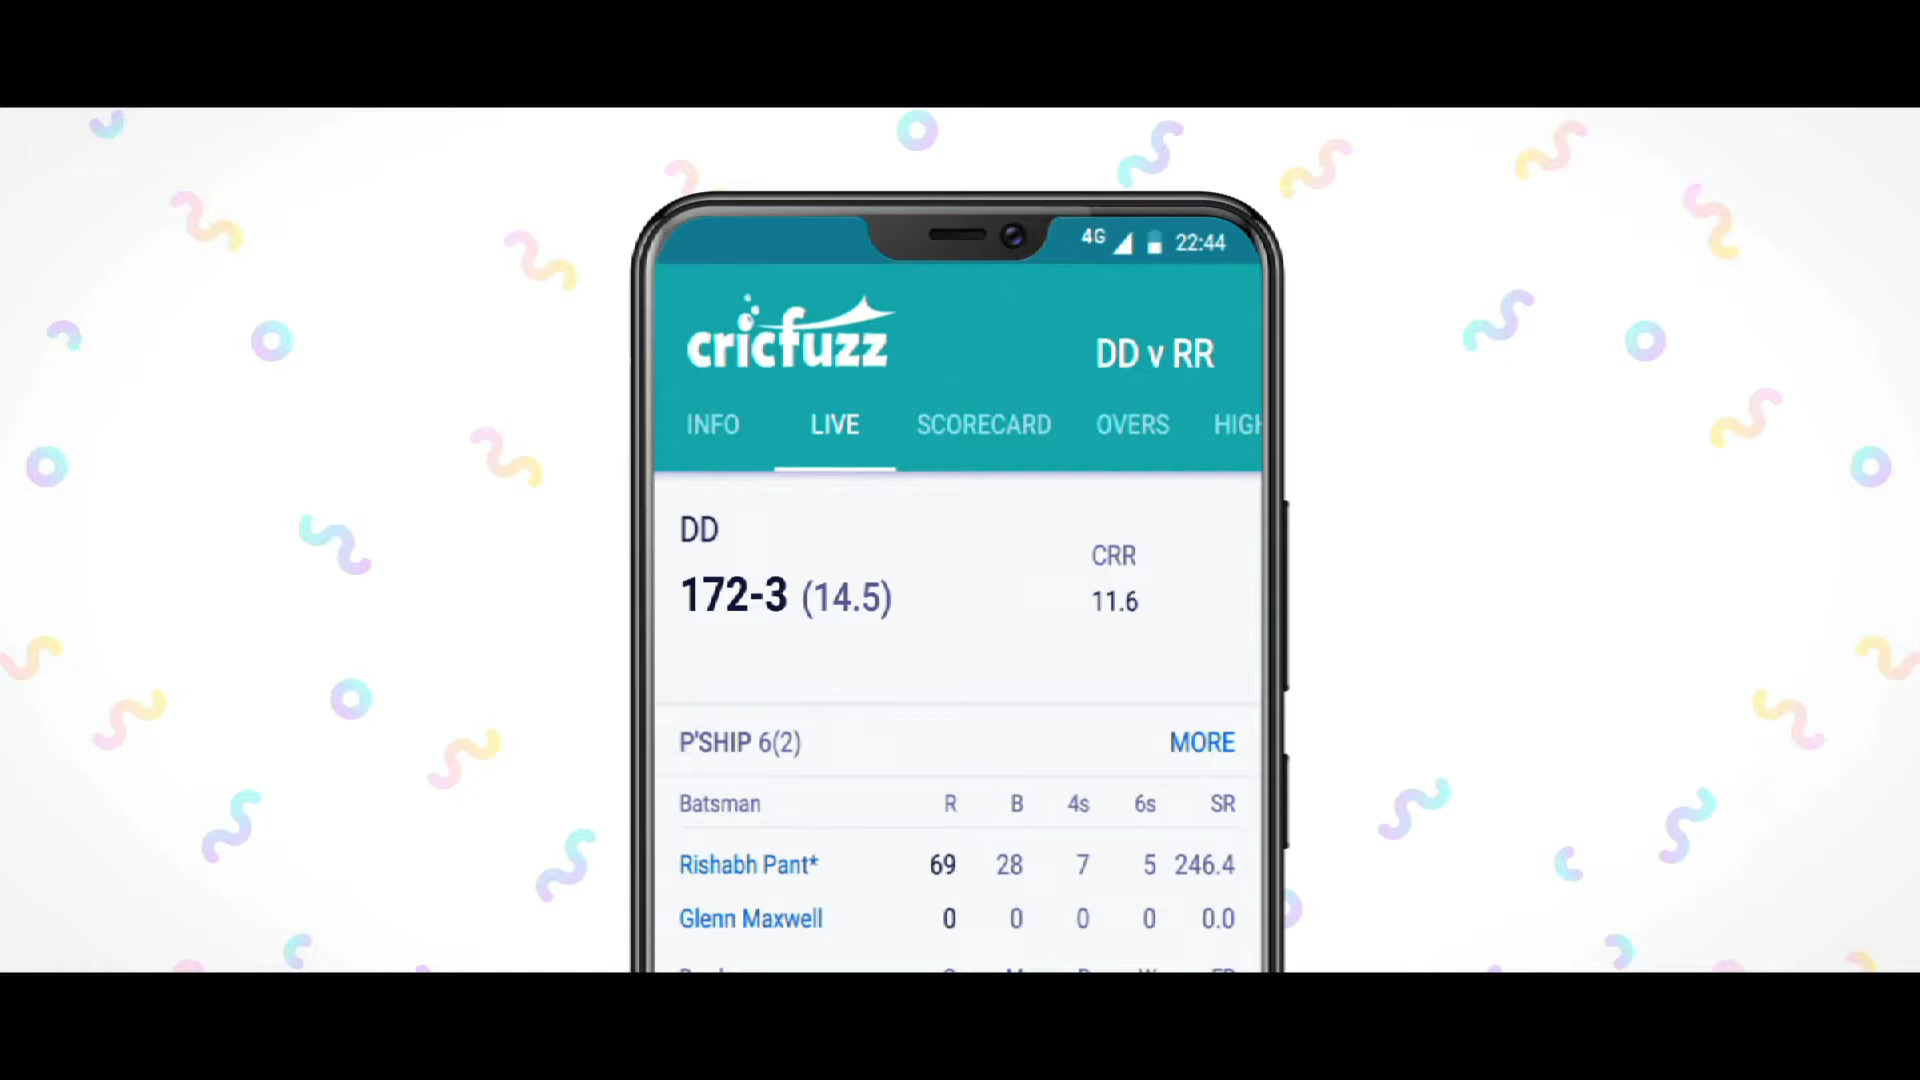 4G 22:44
cricfuzz
DD v RR
INFO LIVE SCORECARD OVERS HIGH
DD
172-3 (14.5)
CRR
11.6
P'SHIP 6(2) MORE
Batsman R B 4s 6s SR
Rishabh Pant* 69 28 7 5 246.4
Glenn Maxwell 0 0 0 0 0.0